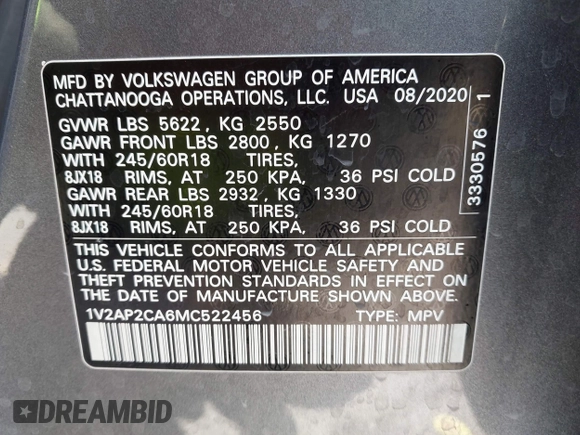 MFD BY VOLKSWAGEN GROUP OF AMERICA
CHATTANOOGA OPERATIONS, LLC. USA 08/2020
GVWR LBS 5622, KG 2550
GAWR FRONT LBS 2800, KG 1270
WITH 245/60R18 TIRES,
8JX18 RIMS, AT 250 KPA, 36 PSI COLD
GAWR REAR LBS 2932, KG 1330
WITH 245/60R18 TIRES,
8JX18 RIMS, AT 250 KPA, 36 PSI COLD
THIS VEHICLE CONFORMS TO ALL APPLICABLE
U.S. FEDERAL MOTOR VEHICLE SAFETY AND
THEFT PREVENTION STANDARDS IN EFFECT ON
THE DATE OF MANUFACTURE SHOWN ABOVE.
1V2AP2CA6MC522456 TYPE: MPV
3330576 1
DREAMBID